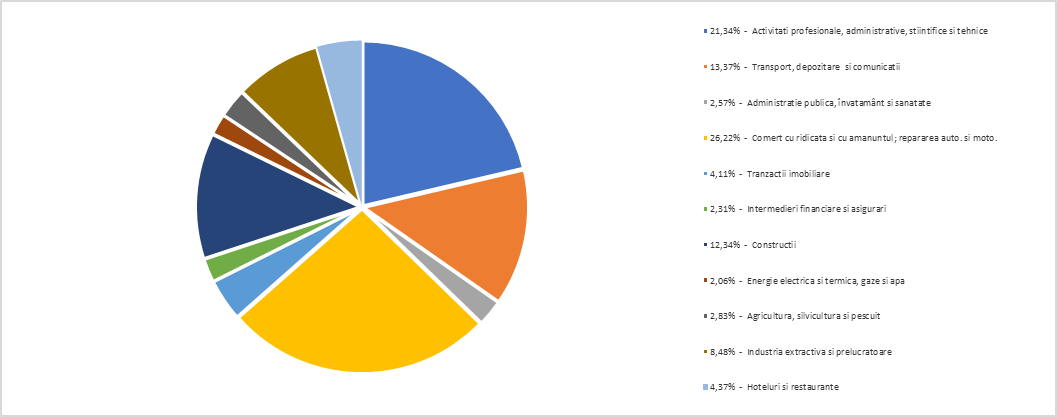 21,34% - Activitati profesionale, administrative, stiintifice si tehnice
13,37% - Transport, depozitare si comunicatii
2,57% - Administratie publica, învatamânt si sanatate
26,22% - Comert cu ridicata si cu amanuntul; repararea auto. si moto.
4,11% - Tranzactii imobiliare
2,31% - Intermedieri financiare si asigurari
12,34% - Constructii
2,06% - Energie electrica si termica, gaze si apa
2,83% - Agricultura, silvicultura si pescuit
8,48% - Industria extractiva si prelucratoare
4,37% - Hoteluri si restaurante